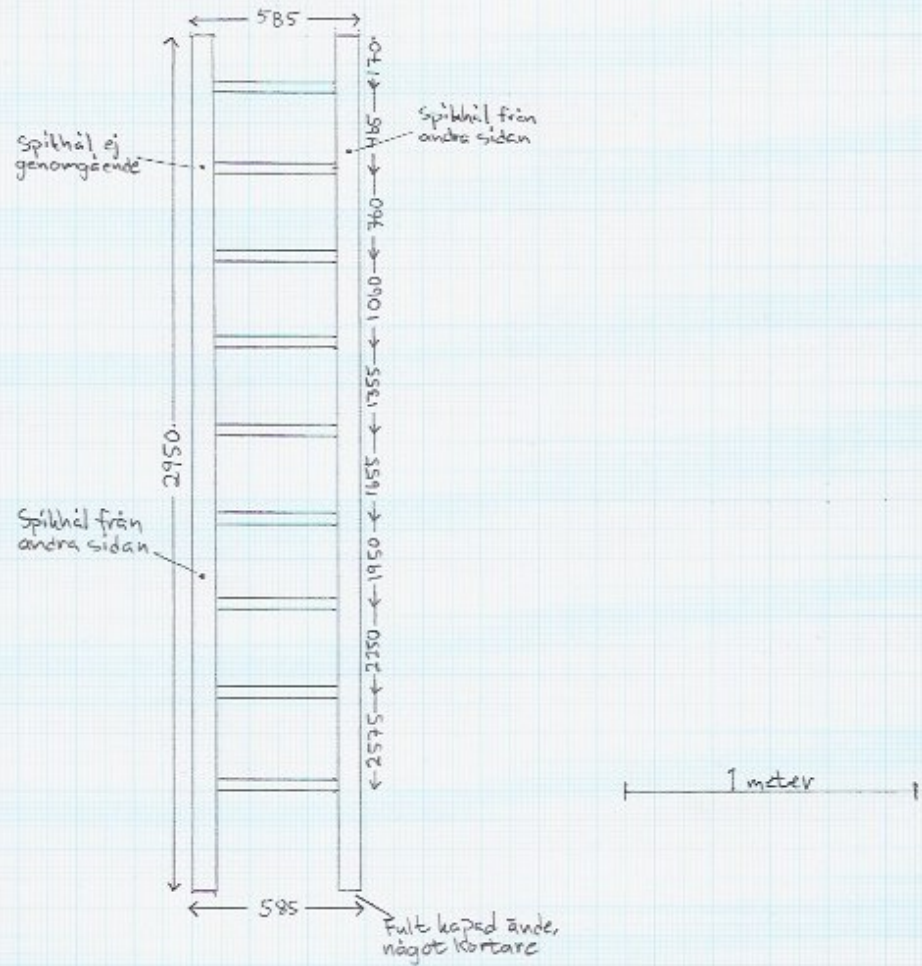 585
170
Spikhål från
andra sidan
465
Spikhål ej
genomgående
760
1060
1355
2950
1655
Spikhål från
andra sidan
1950
2250
2575
1 meter
585
Fult kapad ände,
något kortare